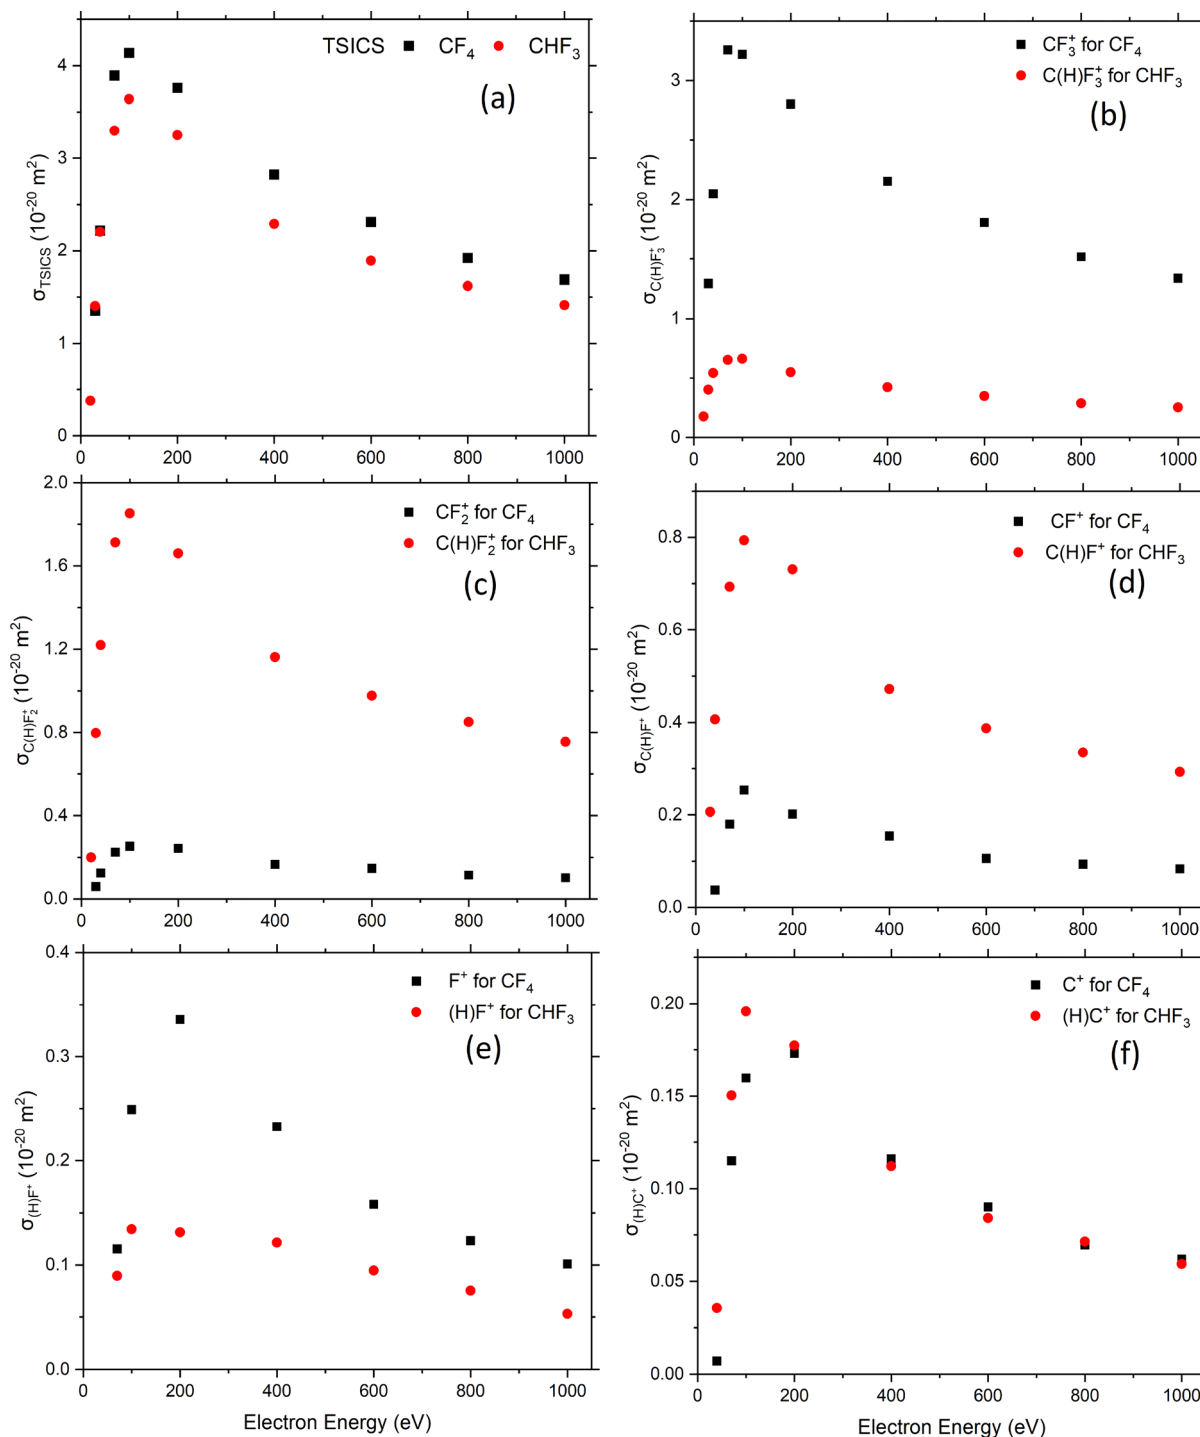 TSICS CF₄ CHF₃
(a)
σTSICS (10⁻²⁰ m²)
4
3
2
1
0
0 200 400 600 800 1000
CF₃⁺ for CF₄
C(H)F₃⁺ for CHF₃
(b)
σC(H)F₃⁺ (10⁻²⁰ m²)
3
2
1
0
0 200 400 600 800 1000
CF₂⁺ for CF₄
C(H)F₂⁺ for CHF₃
(c)
σC(H)F₂⁺ (10⁻²⁰ m²)
2.0
1.6
1.2
0.8
0.4
0.0
0 200 400 600 800 1000
CF⁺ for CF₄
C(H)F⁺ for CHF₃
(d)
σC(H)F⁺ (10⁻²⁰ m²)
0.8
0.6
0.4
0.2
0.0
0 200 400 600 800 1000
F⁺ for CF₄
(H)F⁺ for CHF₃
(e)
σ(H)F⁺ (10⁻²⁰ m²)
0.4
0.3
0.2
0.1
0.0
0 200 400 600 800 1000
Electron Energy (eV)
C⁺ for CF₄
(H)C⁺ for CHF₃
(f)
σ(H)C⁺ (10⁻²⁰ m²)
0.20
0.15
0.10
0.05
0.00
0 200 400 600 800 1000
Electron Energy (eV)